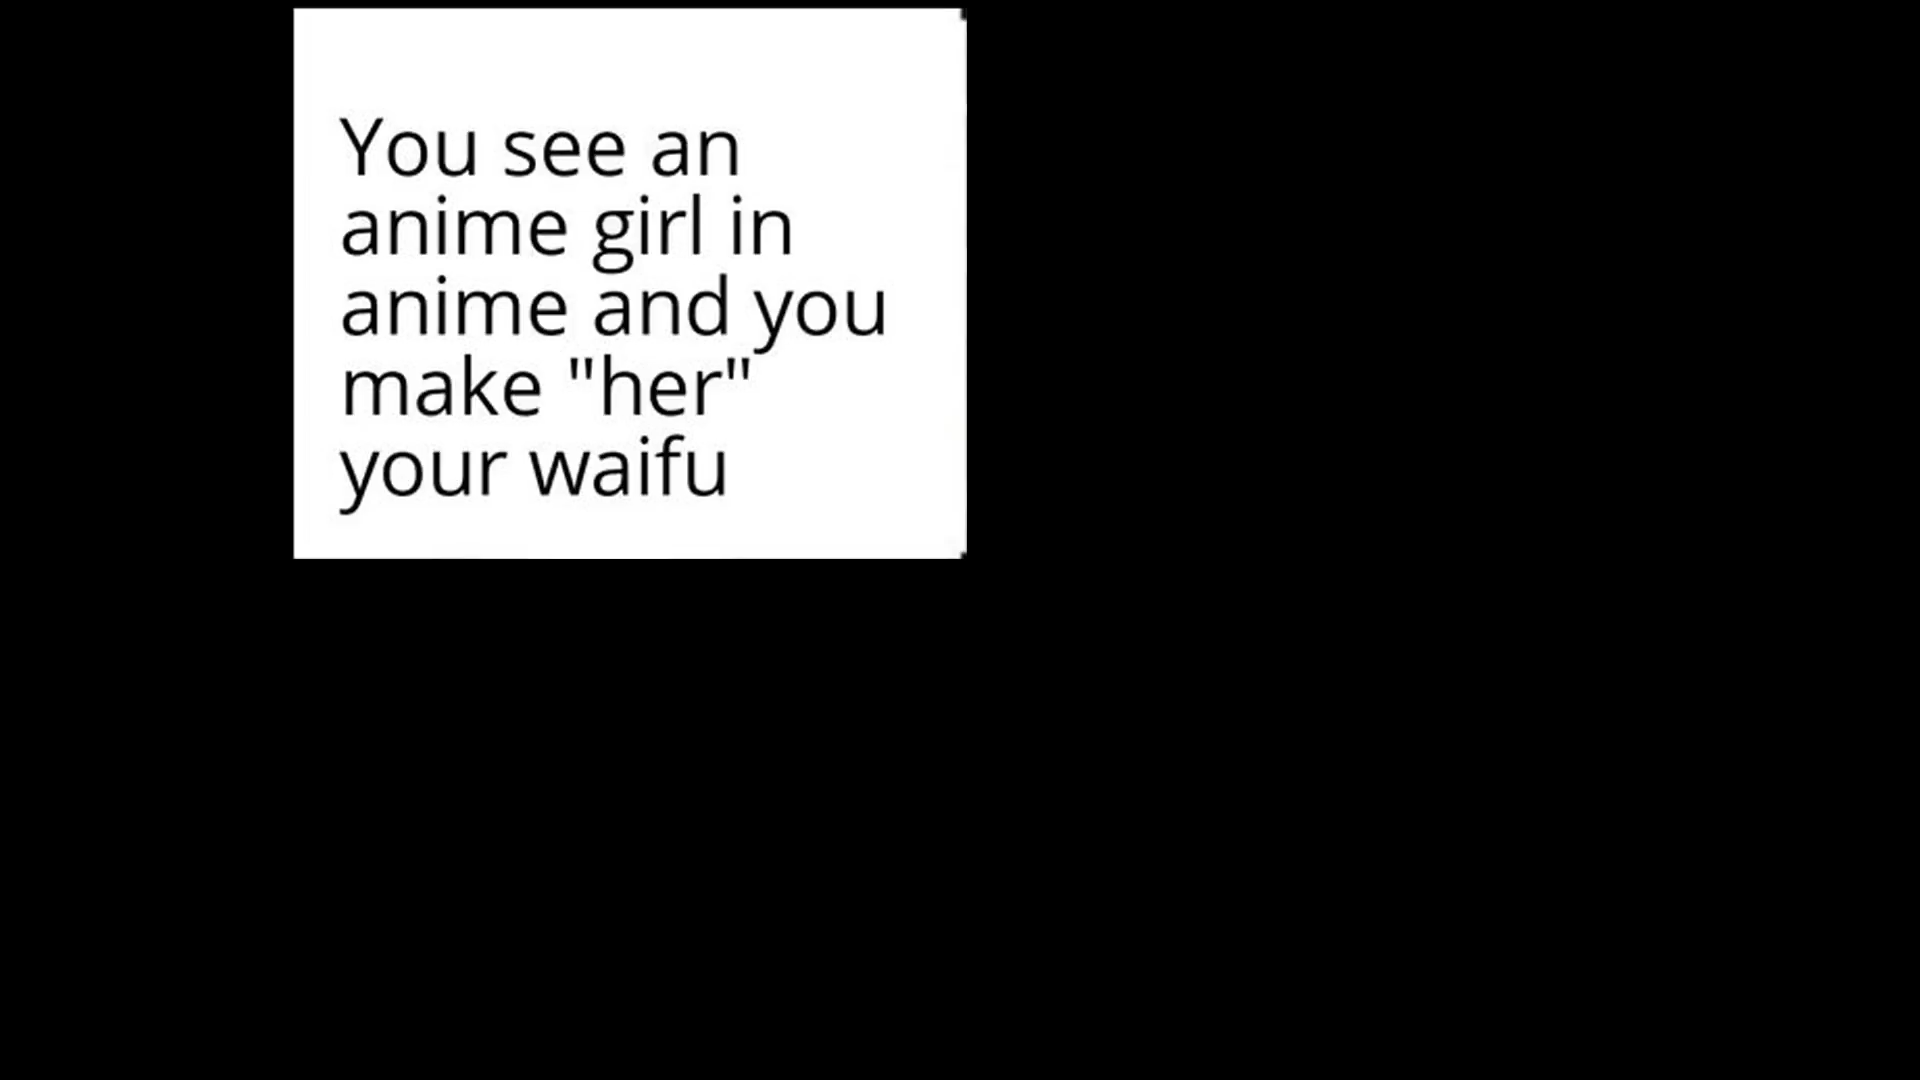 You see an
anime girl in
anime and you
make "her"
your waifu